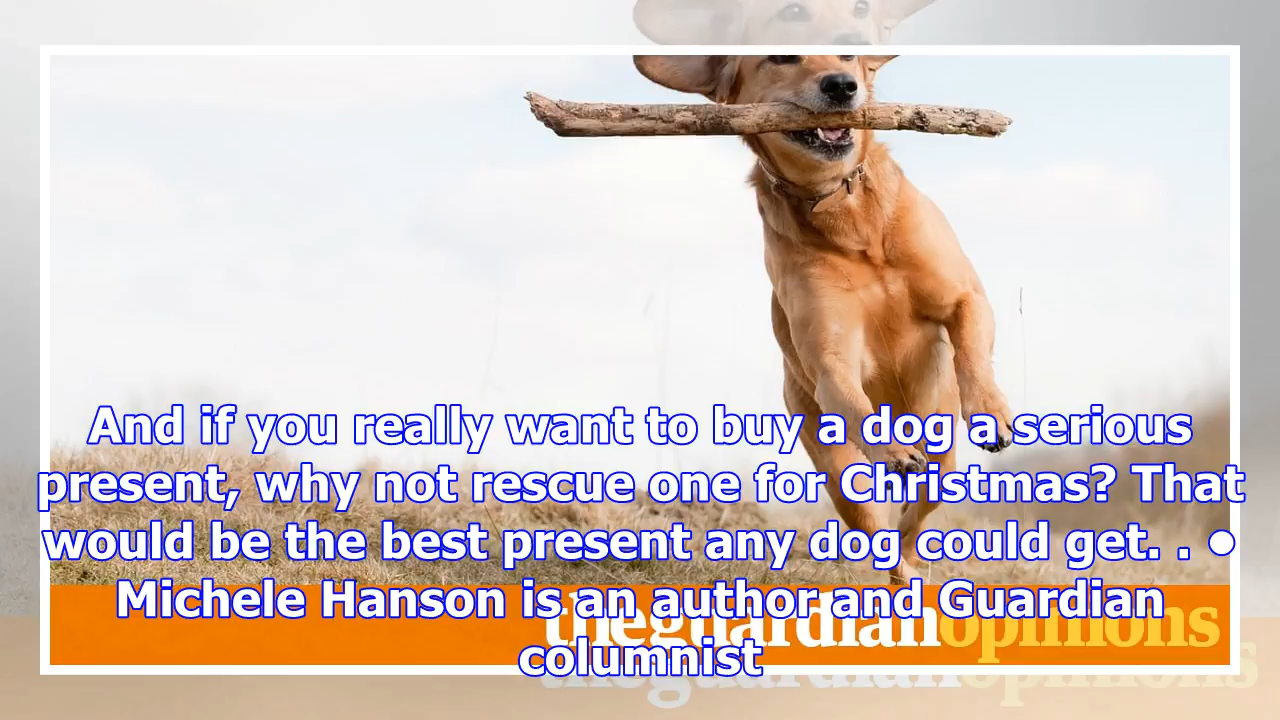 And if you really want to buy a dog a serious
present, why not rescue one for Christmas? That
would be the best present any dog could get. . ●
Michele Hanson is an author and Guardian
theguardianopinions
columnist
theguardianopinions